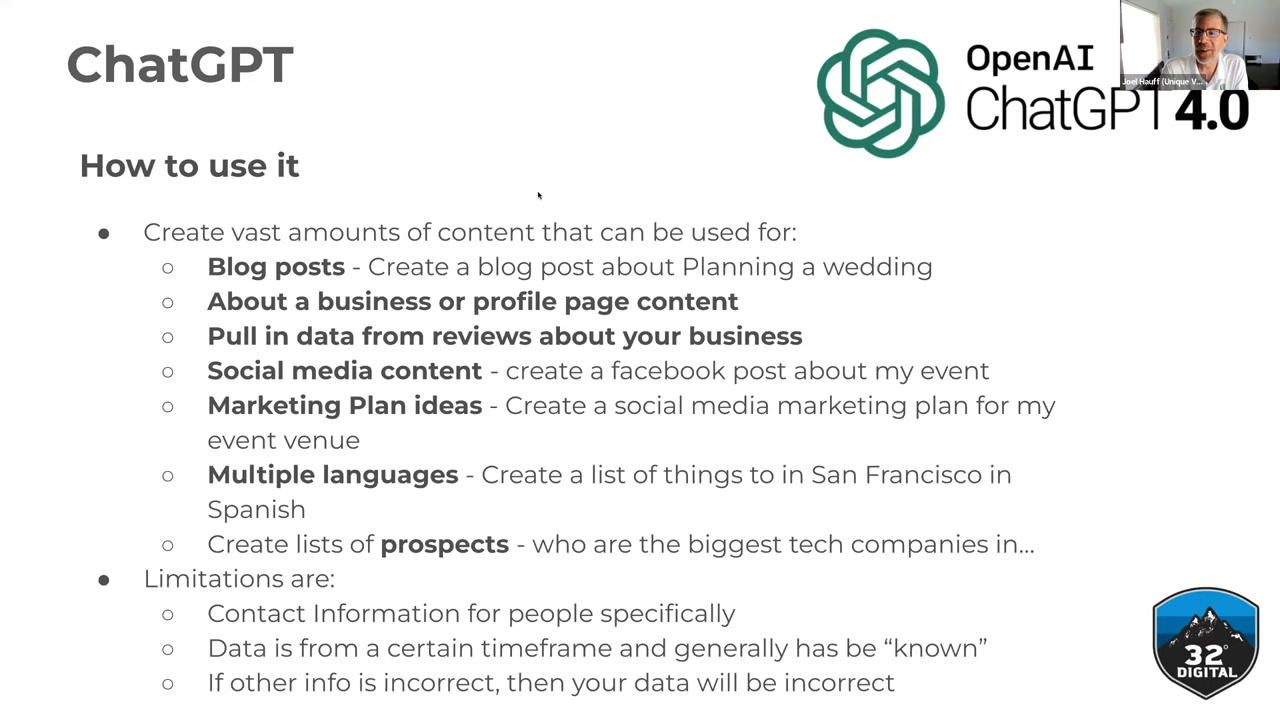 ChatGPT
OpenAI
ChatGPT 4.0
Joel Hauff (Unique V...
How to use it
● Create vast amounts of content that can be used for:
○ Blog posts - Create a blog post about Planning a wedding
○ About a business or profile page content
○ Pull in data from reviews about your business
○ Social media content - create a facebook post about my event
○ Marketing Plan ideas - Create a social media marketing plan for my
event venue
○ Multiple languages - Create a list of things to in San Francisco in
Spanish
○ Create lists of prospects - who are the biggest tech companies in...
● Limitations are:
○ Contact Information for people specifically
○ Data is from a certain timeframe and generally has be “known”
○ If other info is incorrect, then your data will be incorrect
32°
DIGITAL